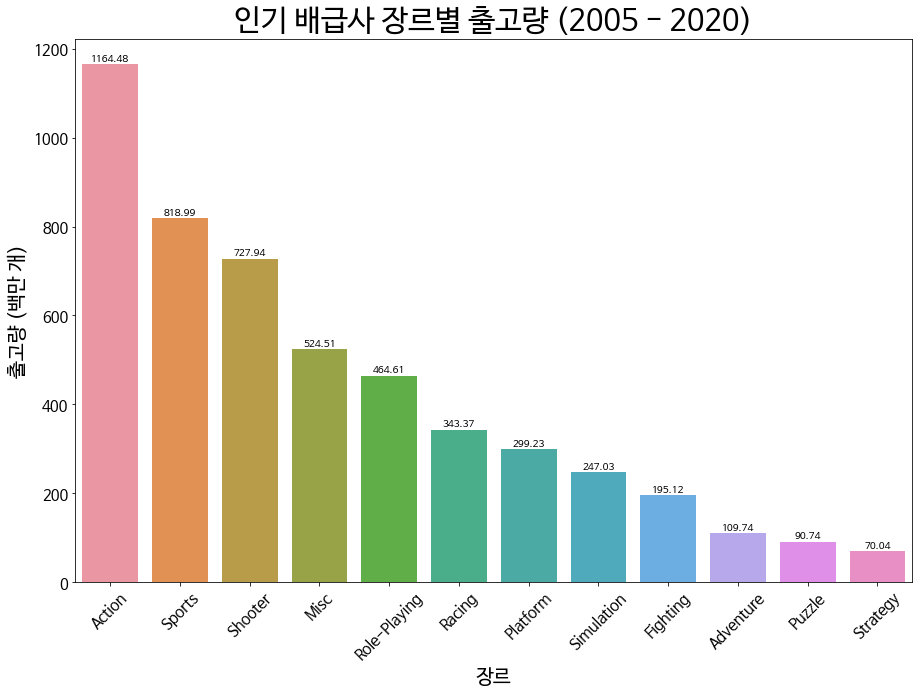 인기 배급사 장르별 출고량 (2005 - 2020)
출고량 (백만 개)
1200
1000
800
600
400
200
0
1164.48
818.99
727.94
524.51
464.61
343.37
299.23
247.03
195.12
109.74
90.74
70.04
Action
Sports
Shooter
Misc
Role-Playing
Racing
Platform
Simulation
Fighting
Adventure
Puzzle
Strategy
장르